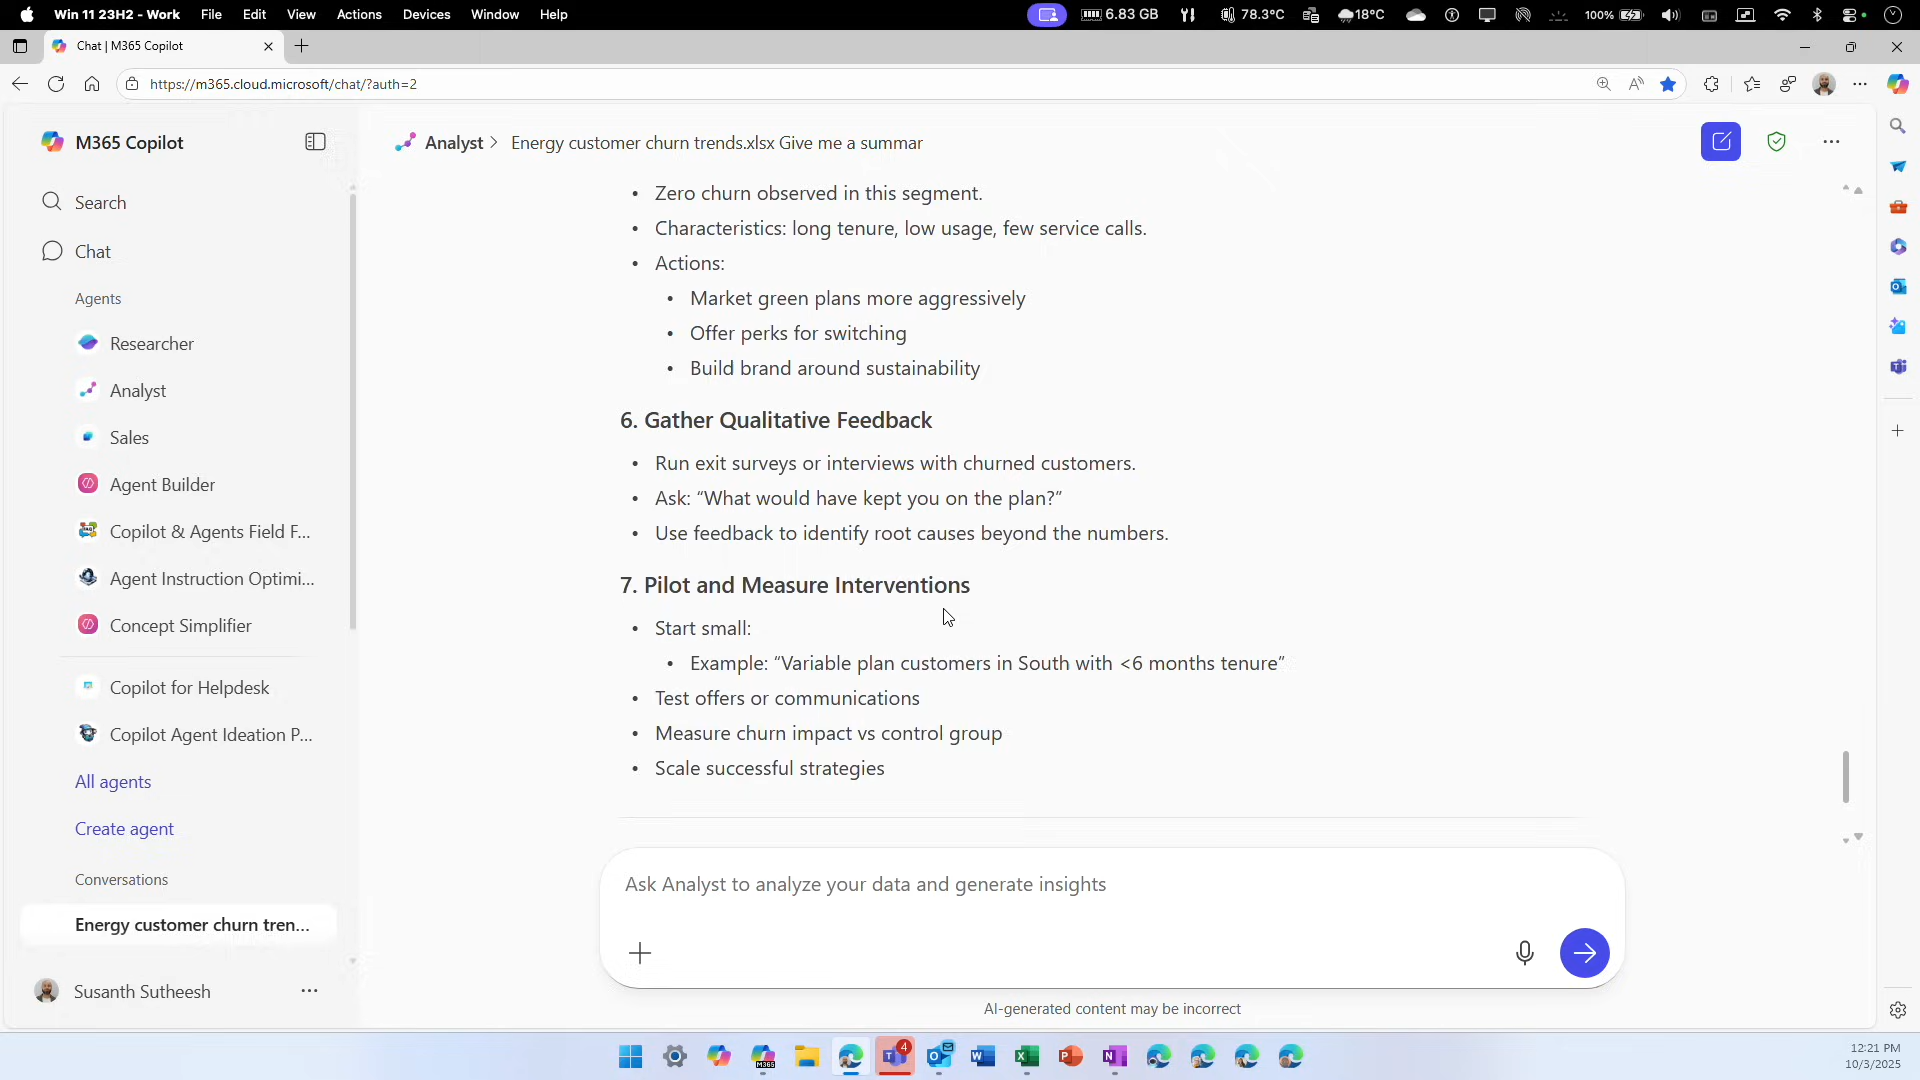 Win 11 23H2 - Work File Edit View Actions Devices Window Help 6.83 GB 78.3°C 18°C 100%
Chat | M365 Copilot
https://m365.cloud.microsoft/chat/?auth=2
M365 Copilot
Search
Chat
Agents
Researcher
Analyst
Sales
Agent Builder
Copilot & Agents Field F...
Agent Instruction Optimi...
Concept Simplifier
Copilot for Helpdesk
Copilot Agent Ideation P...
All agents
Create agent
Conversations
Energy customer churn tren...
Susanth Sutheesh
Analyst > Energy customer churn trends.xlsx Give me a summar
• Zero churn observed in this segment.
• Characteristics: long tenure, low usage, few service calls.
• Actions:
• Market green plans more aggressively
• Offer perks for switching
• Build brand around sustainability
6. Gather Qualitative Feedback
• Run exit surveys or interviews with churned customers.
• Ask: “What would have kept you on the plan?”
• Use feedback to identify root causes beyond the numbers.
7. Pilot and Measure Interventions
• Start small:
• Example: “Variable plan customers in South with <6 months tenure”
• Test offers or communications
• Measure churn impact vs control group
• Scale successful strategies
Ask Analyst to analyze your data and generate insights
AI-generated content may be incorrect
M365
4
12:21 PM
10/3/2025